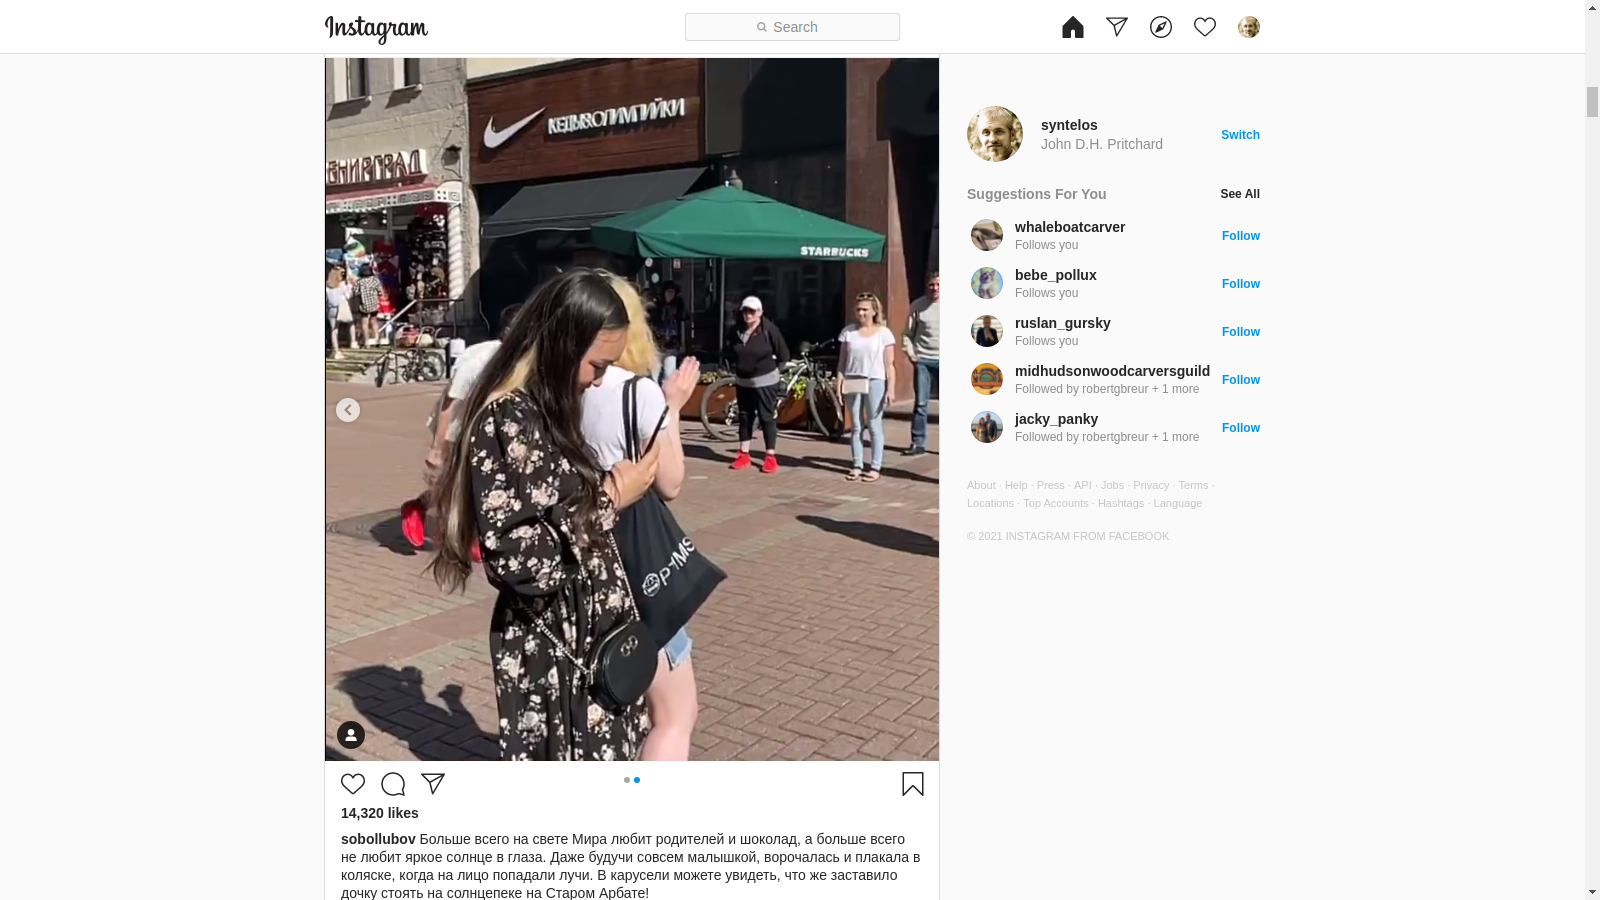 Instagram
Search
КЕДЫВОЛИМПИЙКИ
STARBUCKS
syntelos
John D.H. Pritchard
Switch
Suggestions For You
See All
whaleboatcarver
Follows you
Follow
bebe_pollux
Follows you
Follow
ruslan_gursky
Follows you
Follow
midhudsonwoodcarversguild
Followed by robertgbreur + 1 more
Follow
jacky_panky
Followed by robertgbreur + 1 more
Follow
About · Help · Press · API · Jobs · Privacy · Terms ·
Locations · Top Accounts · Hashtags · Language
© 2021 INSTAGRAM FROM FACEBOOK
14,320 likes
sobollubov Больше всего на свете Мира любит родителей и шоколад, а больше всего
не любит яркое солнце в глаза. Даже будучи совсем малышкой, ворочалась и плакала в
коляске, когда на лицо попадали лучи. В карусели можете увидеть, что же заставило
дочку стоять на солнцепеке на Старом Арбате!